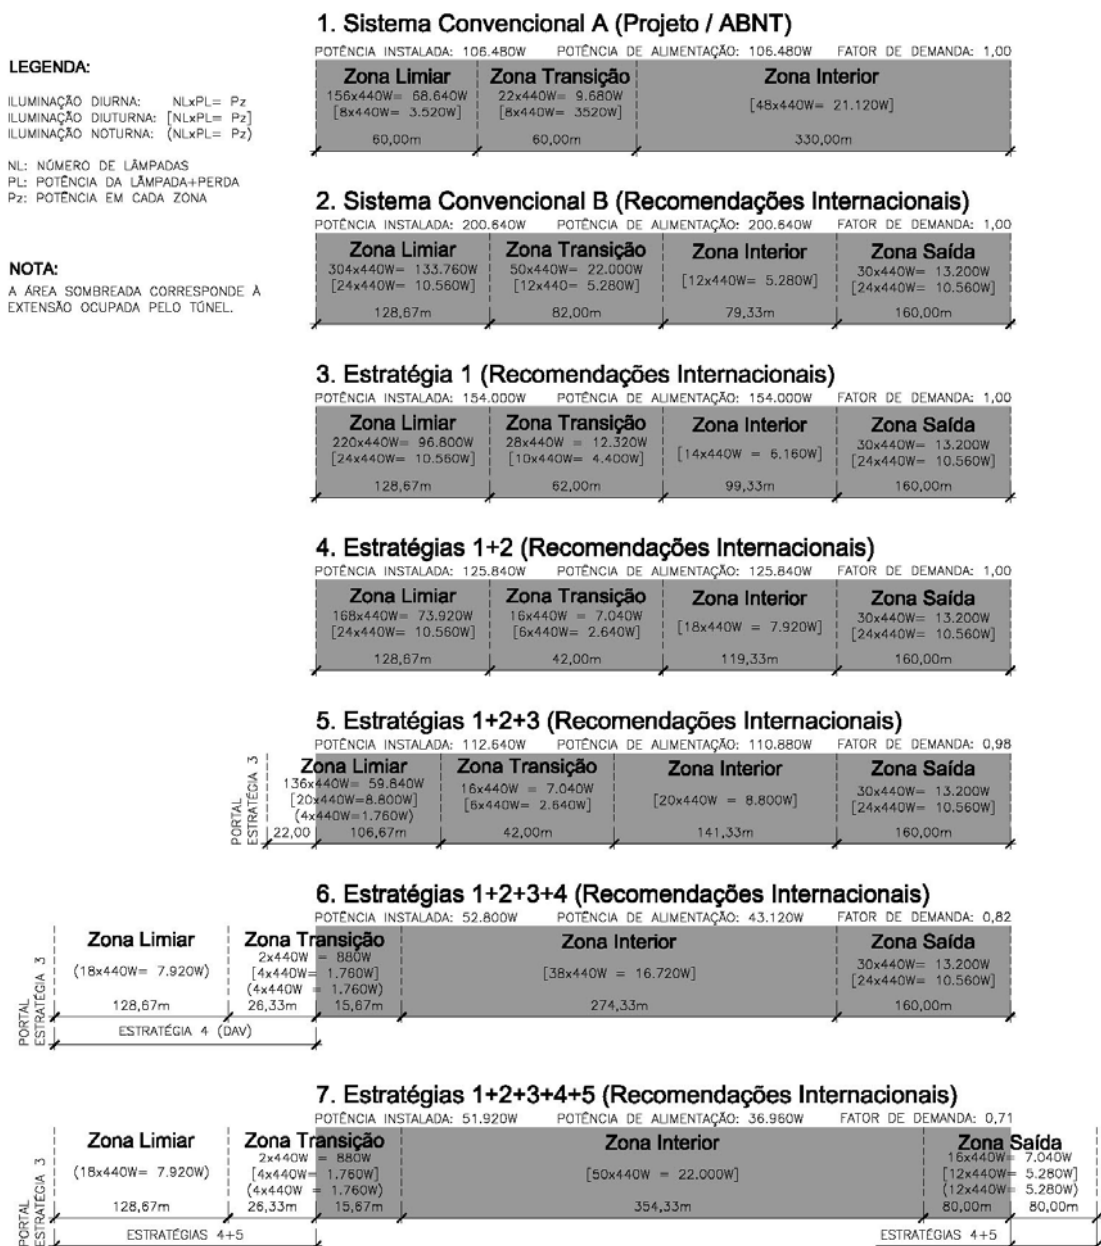 LEGENDA:
ILUMINAÇÃO DIURNA: NLxPL= Pz
ILUMINAÇÃO DIUTURNA: [NLxPL= Pz]
ILUMINAÇÃO NOTURNA: (NLxPL= Pz)
NL: NÚMERO DE LÂMPADAS
PL: POTÊNCIA DA LÂMPADA+PERDA
Pz: POTÊNCIA EM CADA ZONA
NOTA:
A ÁREA SOMBREADA CORRESPONDE À
EXTENSÃO OCUPADA PELO TÚNEL.
1. Sistema Convencional A (Projeto / ABNT)
POTÊNCIA INSTALADA: 106.480W POTÊNCIA DE ALIMENTAÇÃO: 106.480W FATOR DE DEMANDA: 1,00
Zona Limiar Zona Transição Zona Interior
156x440W= 68.640W 22x440W= 9.680W [48x440W= 21.120W]
[8x440W= 3.520W] [8x440W= 3520W]
60,00m 60,00m 330,00m
2. Sistema Convencional B (Recomendações Internacionais)
POTÊNCIA INSTALADA: 200.640W POTÊNCIA DE ALIMENTAÇÃO: 200.640W FATOR DE DEMANDA: 1,00
Zona Limiar Zona Transição Zona Interior Zona Saída
304x440W= 133.760W 50x440W= 22.000W [12x440W= 5.280W] 30x440W= 13.200W
[24x440W= 10.560W] [12x440= 5.280W] [24x440W= 10.560W]
128,67m 82,00m 79,33m 160,00m
3. Estratégia 1 (Recomendações Internacionais)
POTÊNCIA INSTALADA: 154.000W POTÊNCIA DE ALIMENTAÇÃO: 154.000W FATOR DE DEMANDA: 1,00
Zona Limiar Zona Transição Zona Interior Zona Saída
220x440W= 96.800W 28x440W = 12.320W [14x440W = 6.160W] 30x440W= 13.200W
[24x440W= 10.560W] [10x440W= 4.400W] [24x440W= 10.560W]
128,67m 62,00m 99,33m 160,00m
4. Estratégias 1+2 (Recomendações Internacionais)
POTÊNCIA INSTALADA: 125.840W POTÊNCIA DE ALIMENTAÇÃO: 125.840W FATOR DE DEMANDA: 1,00
Zona Limiar Zona Transição Zona Interior Zona Saída
168x440W= 73.920W 16x440W = 7.040W [18x440W = 7.920W] 30x440W= 13.200W
[24x440W= 10.560W] [6x440W= 2.640W] [24x440W= 10.560W]
128,67m 42,00m 119,33m 160,00m
5. Estratégias 1+2+3 (Recomendações Internacionais)
POTÊNCIA INSTALADA: 112.640W POTÊNCIA DE ALIMENTAÇÃO: 110.880W FATOR DE DEMANDA: 0,98
PORTAL
ESTRATÉGIA 3
Zona Limiar Zona Transição Zona Interior Zona Saída
136x440W= 59.840W 16x440W = 7.040W [20x440W = 8.800W] 30x440W= 13.200W
[20x440W=8.800W] [6x440W= 2.640W] [24x440W= 10.560W]
(4x440W=1.760W)
22,00 106,67m 42,00m 141,33m 160,00m
6. Estratégias 1+2+3+4 (Recomendações Internacionais)
POTÊNCIA INSTALADA: 52.800W POTÊNCIA DE ALIMENTAÇÃO: 43.120W FATOR DE DEMANDA: 0,82
PORTAL
ESTRATÉGIA 3
Zona Limiar Zona Transição Zona Interior Zona Saída
(18x440W= 7.920W) 2x440W = 880W [38x440W = 16.720W] 30x440W= 13.200W
[4x440W= 1.760W] [24x440W= 10.560W]
(4x440W = 1.760W)
128,67m 26,33m 15,67m 274,33m 160,00m
ESTRATÉGIA 4 (DAV)
7. Estratégias 1+2+3+4+5 (Recomendações Internacionais)
POTÊNCIA INSTALADA: 51.920W POTÊNCIA DE ALIMENTAÇÃO: 36.960W FATOR DE DEMANDA: 0,71
PORTAL
ESTRATÉGIA 3
Zona Limiar Zona Transição Zona Interior Zona Saída
(18x440W= 7.920W) 2x440W = 880W [50x440W = 22.000W] 16x440W= 7.040W
[4x440W= 1.760W] [12x440W= 5.280W]
(4x440W = 1.760W) (12x440W= 5.280W)
128,67m 26,33m 15,67m 354,33m 80,00m 80,00m
ESTRATÉGIAS 4+5 ESTRATÉGIAS 4+5